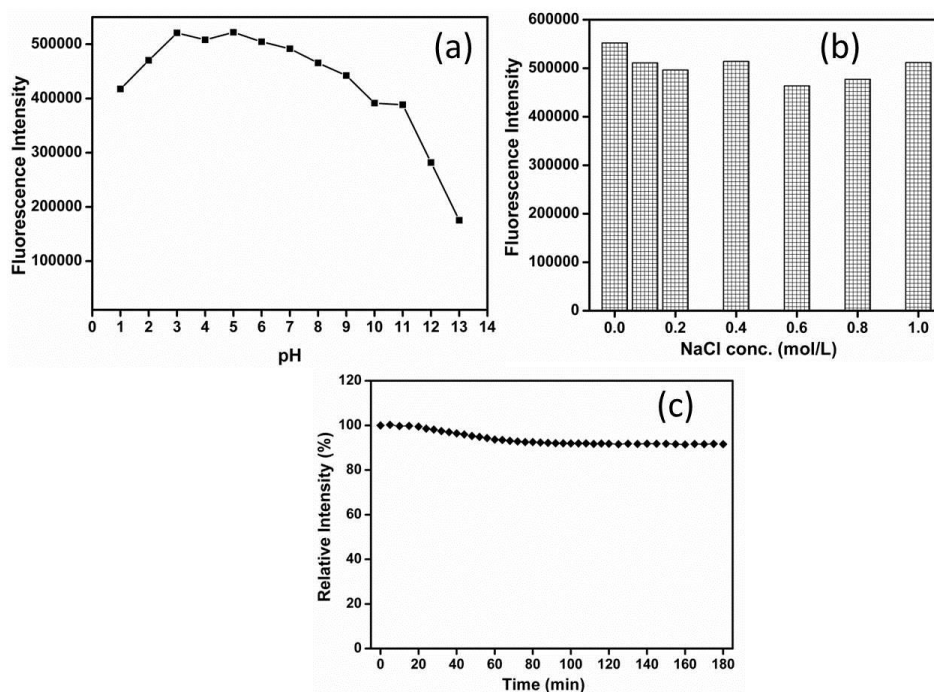 (a)
Fluorescence Intensity
500000
400000
300000
200000
100000
0 1 2 3 4 5 6 7 8 9 10 11 12 13 14
pH
(b)
Fluorescence Intensity
600000
500000
400000
300000
200000
100000
0
0.0 0.2 0.4 0.6 0.8 1.0
NaCl conc. (mol/L)
(c)
Relative Intensity (%)
120
100
80
60
40
20
0
0 20 40 60 80 100 120 140 160 180
Time (min)